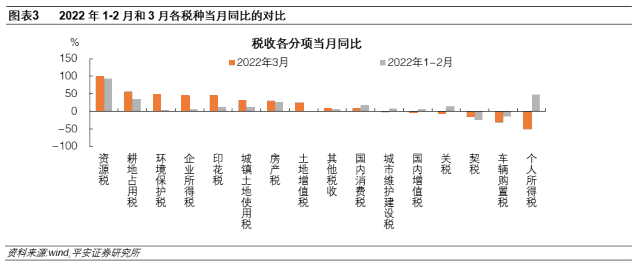 图表3 2022 年 1-2 月和 3 月各税种当月同比的对比
税收各分项当月同比
%
2022年3月 2022年1-2月
150
100
50
0
-50
-100
资源税
耕地占用税
环境保护税
企业所得税
印花税
城镇土地使用税
房产税
土地增值税
其他税收
国内消费税
城市维护建设税
国内增值税
关税
契税
车辆购置税
个人所得税
资料来源:wind,平安证券研究所